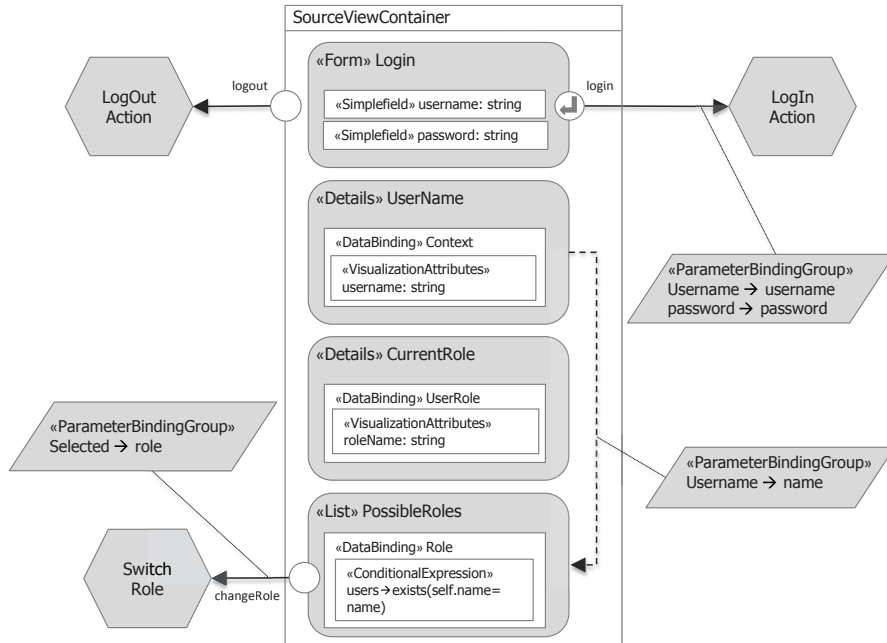 SourceViewContainer
«Form» Login
«Simplefield» username: string
«Simplefield» password: string
logout
LogOut
Action
login
LogIn
Action
«Details» UserName
«DataBinding» Context
«VisualizationAttributes»
username: string
«ParameterBindingGroup»
Username → username
password → password
«Details» CurrentRole
«DataBinding» UserRole
«VisualizationAttributes»
roleName: string
«ParameterBindingGroup»
Selected → role
«ParameterBindingGroup»
Username → name
«List» PossibleRoles
«DataBinding» Role
«ConditionalExpression»
users→exists(self.name=
name)
Switch
Role
changeRole